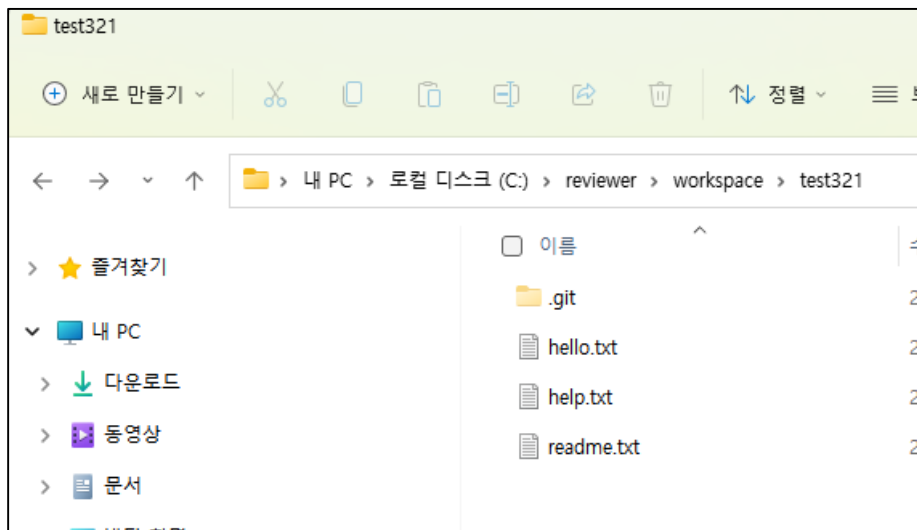 test321
새로 만들기 정렬
내 PC 로컬 디스크 (C:) reviewer workspace test321
이름
즐겨찾기
.git
내 PC
hello.txt
다운로드
help.txt
동영상
readme.txt
문서